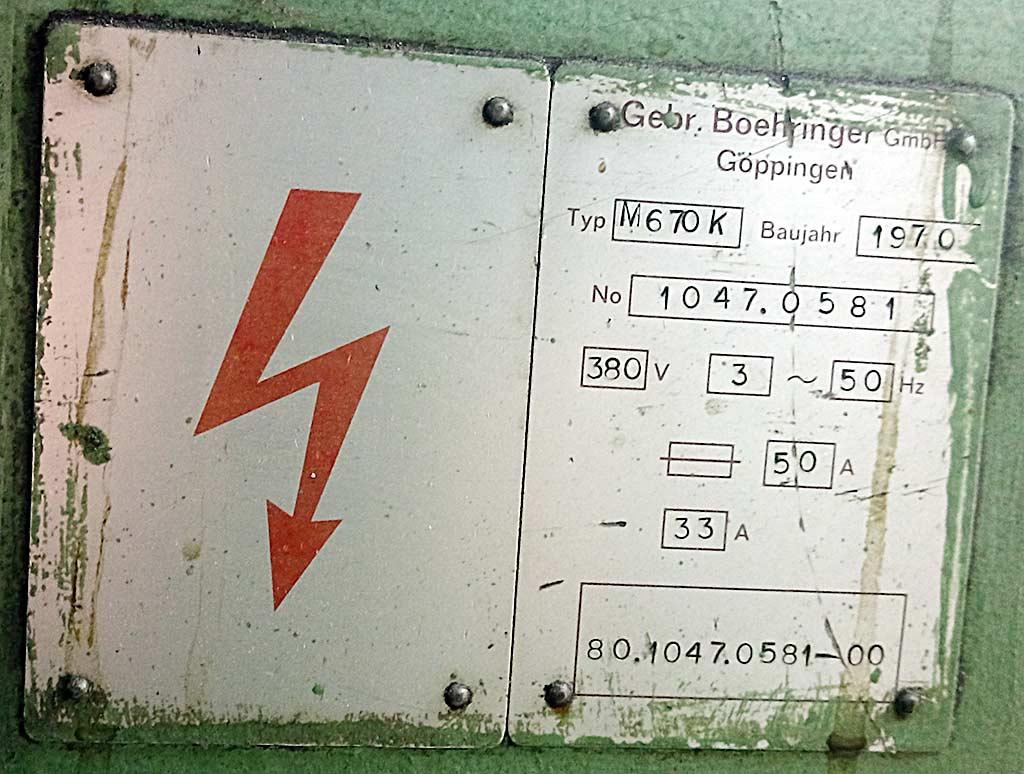 Gebr. Boehringer GmbH
Göppingen
Typ M670K Baujahr 1970
No 1047.0581
380 V 3 ~ 50 Hz
50 A
33 A
80.1047.0581-00